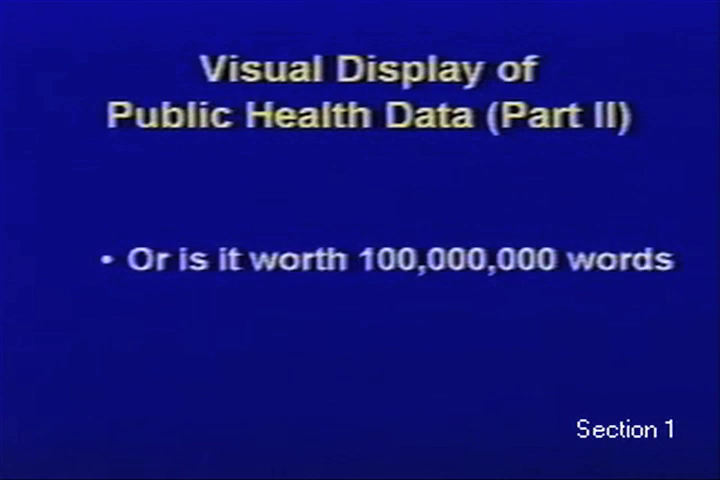 Visual Display of
Public Health Data (Part II)
• Or is it worth 100,000,000 words
Section 1